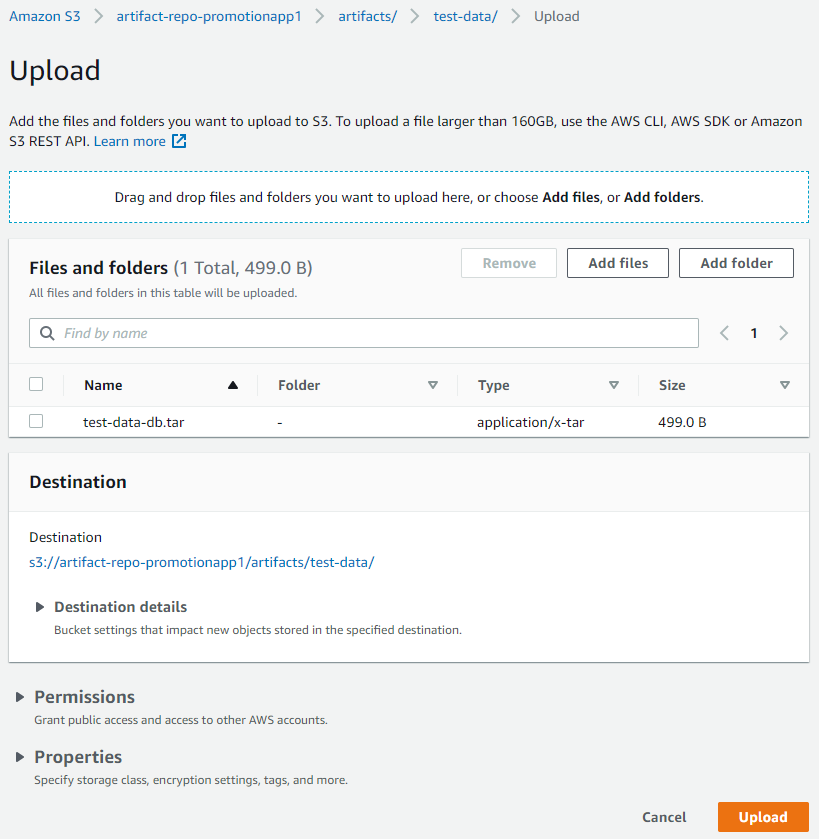 Amazon S3 > artifact-repo-promotionapp1 > artifacts/ > test-data/ > Upload
Upload
Add the files and folders you want to upload to S3. To upload a file larger than 160GB, use the AWS CLI, AWS SDK or Amazon
S3 REST API. Learn more
Drag and drop files and folders you want to upload here, or choose Add files, or Add folders.
Files and folders (1 Total, 499.0 B)
Remove Add files Add folder
All files and folders in this table will be uploaded.
Find by name
1
Name Folder Type Size
test-data-db.tar - application/x-tar 499.0 B
Destination
Destination
s3://artifact-repo-promotionapp1/artifacts/test-data/
Destination details
Bucket settings that impact new objects stored in the specified destination.
Permissions
Grant public access and access to other AWS accounts.
Properties
Specify storage class, encryption settings, tags, and more.
Cancel Upload